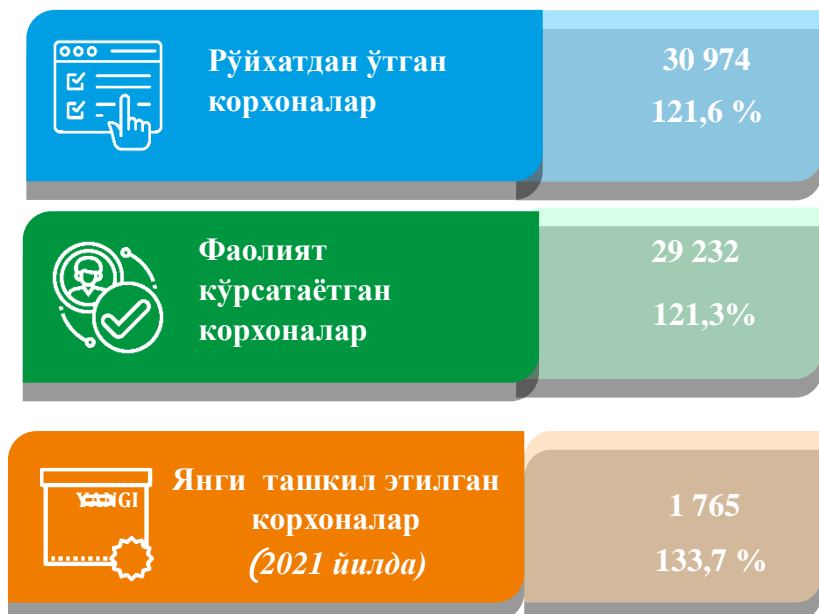 Рўйхатдан ўтган
корхоналар
30 974
121,6 %
Фаолият
кўрсатаётган
корхоналар
29 232
121,3%
YANGI
Янги ташкил этилган
корхоналар
(2021 йилда)
1 765
133,7 %